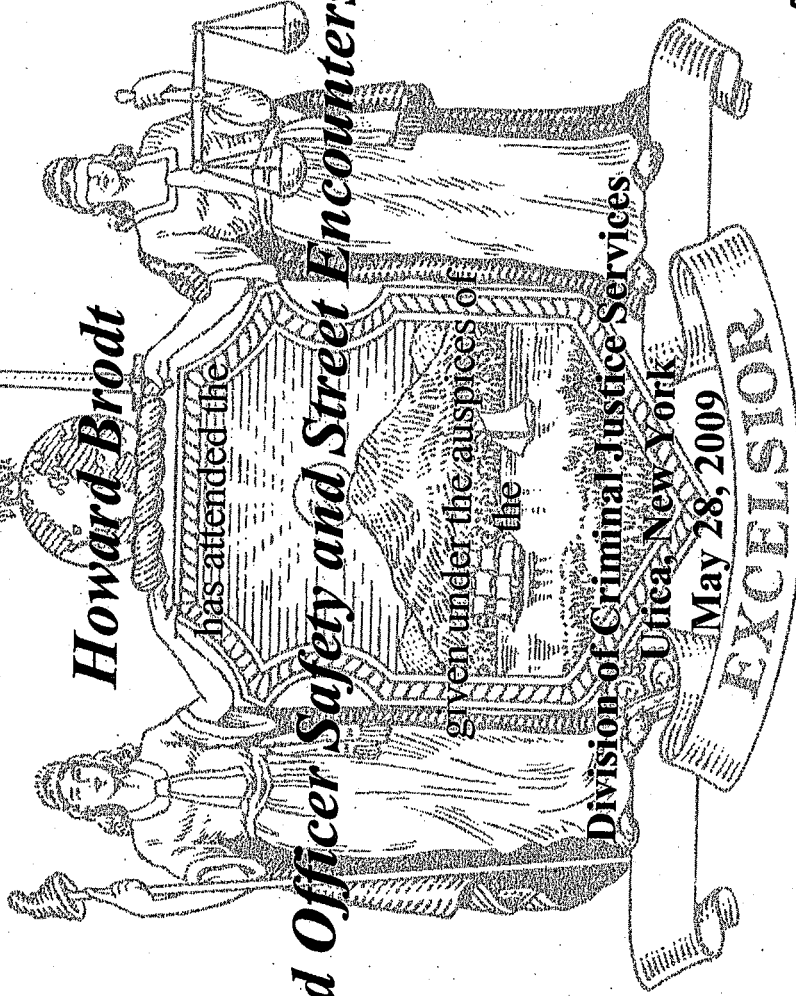 Howard Brodt
has attended the
Officer Safety and Street Encounters
given under the auspices of
the
Division of Criminal Justice Services
Utica, New York
May 28, 2009
EXCELSIOR